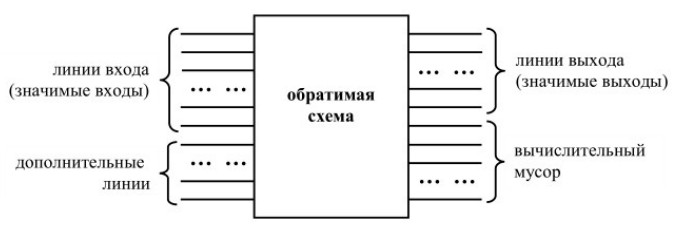 линии входа
(значимые входы)
... ...
дополнительные
линии
... ...
обратимая
схема
линии выхода
(значимые выходы)
... ...
вычислительный
мусор
... ...